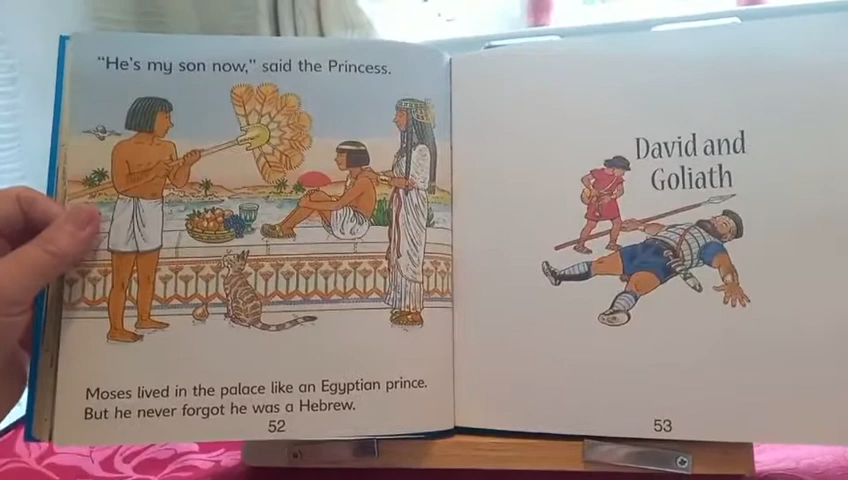 "He's my son now," said the Princess.
Moses lived in the palace like an Egyptian prince.
But he never forgot he was a Hebrew.
52
David and
Goliath
53